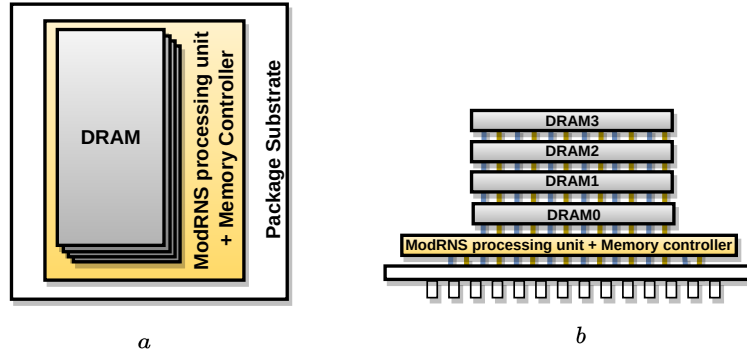 DRAM
ModRNS processing unit
+ Memory Controller
Package Substrate
a
DRAM3
DRAM2
DRAM1
DRAM0
ModRNS processing unit + Memory controller
b